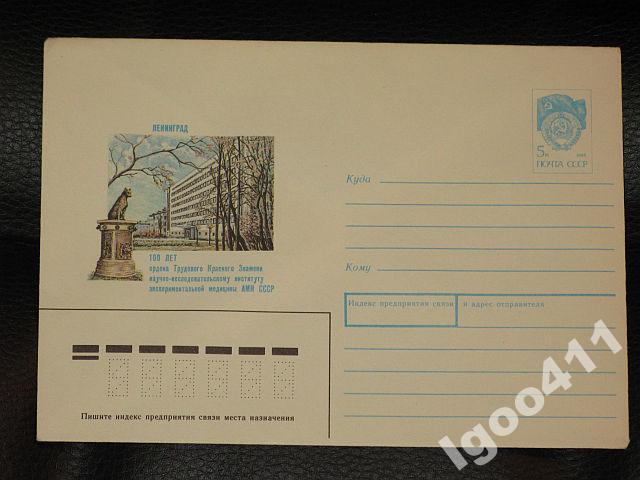 ЛЕНИНГРАД
100 ЛЕТ
ордена Трудового Красного Знамени
научно-исследовательскому институту
экспериментальной медицины АМН СССР
5к
ПОЧТА СССР
Куда
Кому
Индекс предприятия связи и адрес отправителя
Пишите индекс предприятия связи места назначения
Igoo411